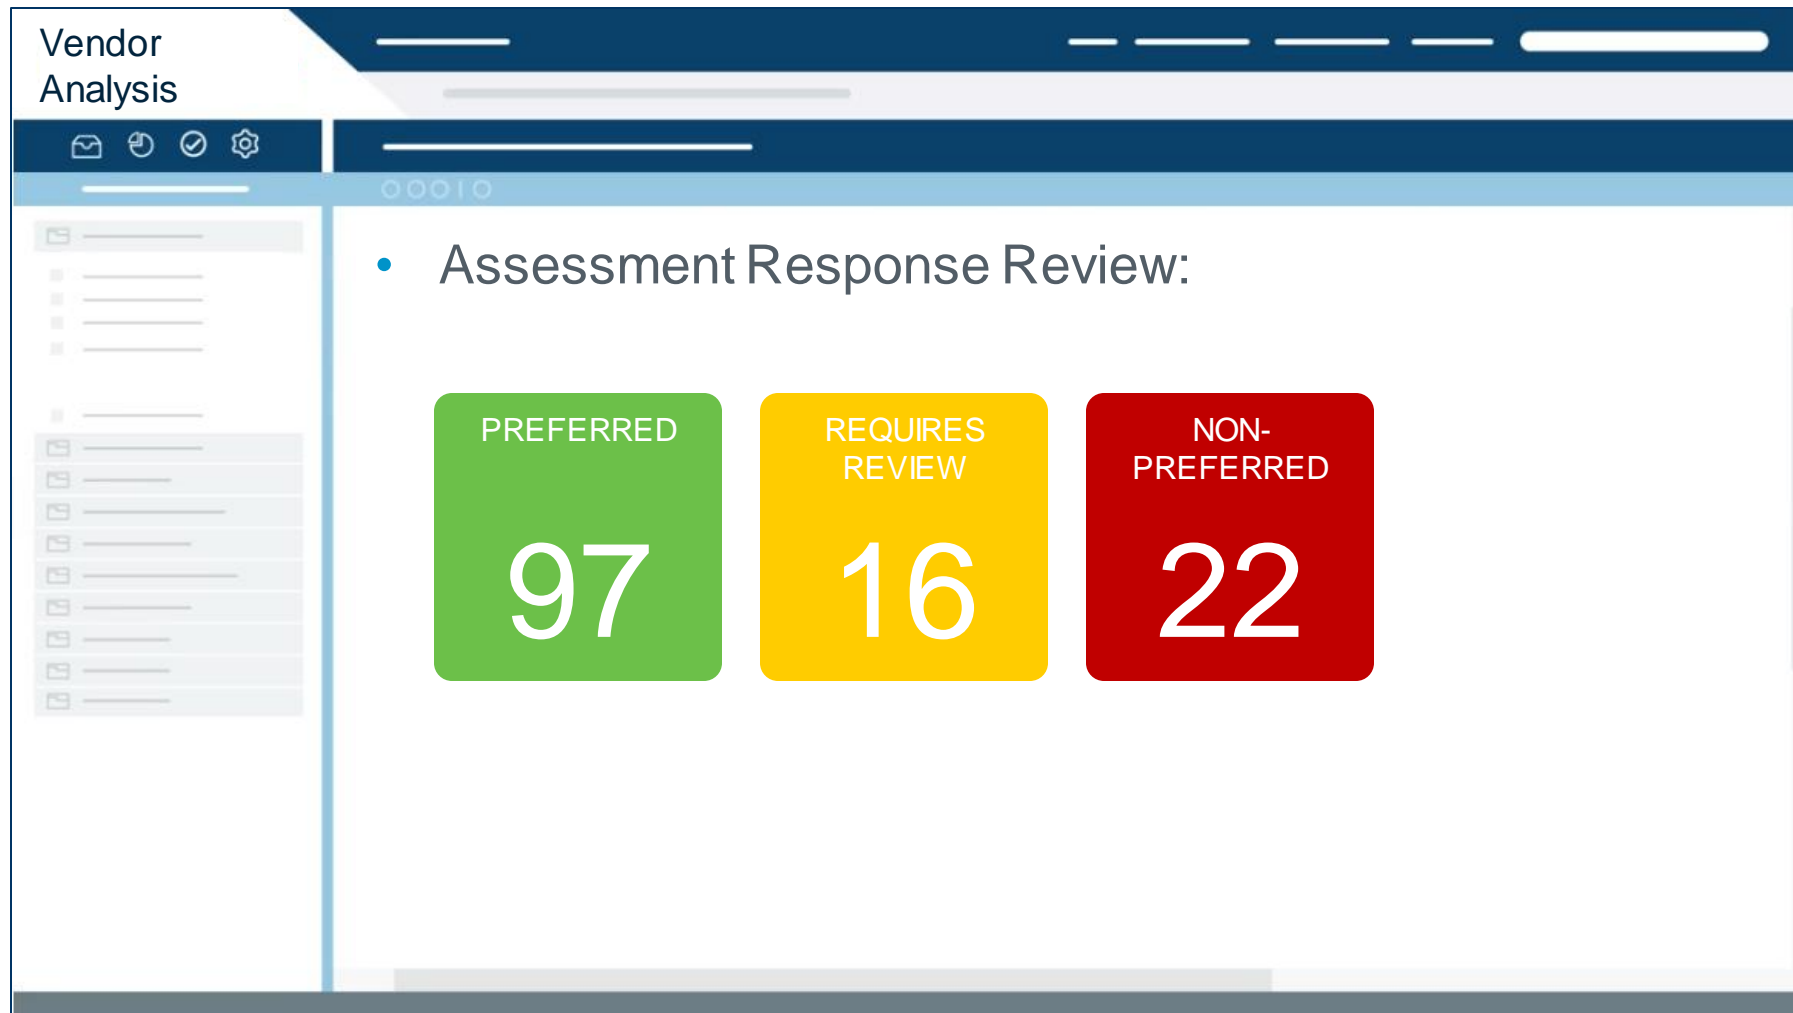 Vendor
Analysis
• Assessment Response Review:
PREFERRED
97
REQUIRES
REVIEW
16
NON-
PREFERRED
22